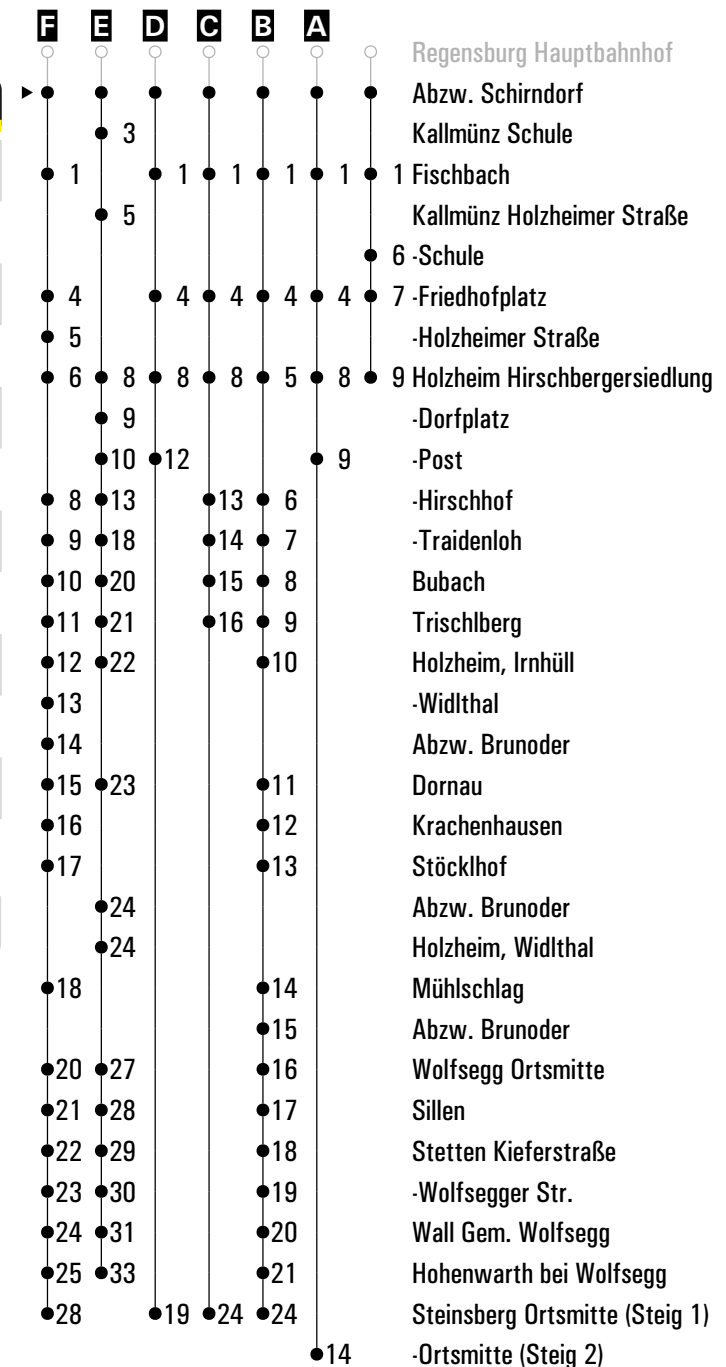 F E D C B A
Regensburg Hauptbahnhof
Abzw. Schirndorf
3 Kallmünz Schule
1 1 1 1 1 1 Fischbach
5 Kallmünz Holzheimer Straße
6 -Schule
4 4 4 4 4 7 -Friedhofplatz
5 -Holzheimer Straße
6 8 8 8 5 8 9 Holzheim Hirschbergersiedlung
9 -Dorfplatz
10 12 9 -Post
8 13 13 6 -Hirschhof
9 18 14 7 -Traidenloh
10 20 15 8 Bubach
11 21 16 9 Trischlberg
12 22 10 Holzheim, Irnhüll
13 -Widlthal
14 Abzw. Brunoder
15 23 11 Dornau
16 12 Krachenhausen
17 13 Stöcklhof
24 Abzw. Brunoder
24 Holzheim, Widlthal
18 14 Mühlschlag
15 Abzw. Brunoder
20 27 16 Wolfsegg Ortsmitte
21 28 17 Sillen
22 29 18 Stetten Kieferstraße
23 30 19 -Wolfsegger Str.
24 31 20 Wall Gem. Wolfsegg
25 33 21 Hohenwarth bei Wolfsegg
28 19 24 24 Steinsberg Ortsmitte (Steig 1)
14 -Ortsmitte (Steig 2)